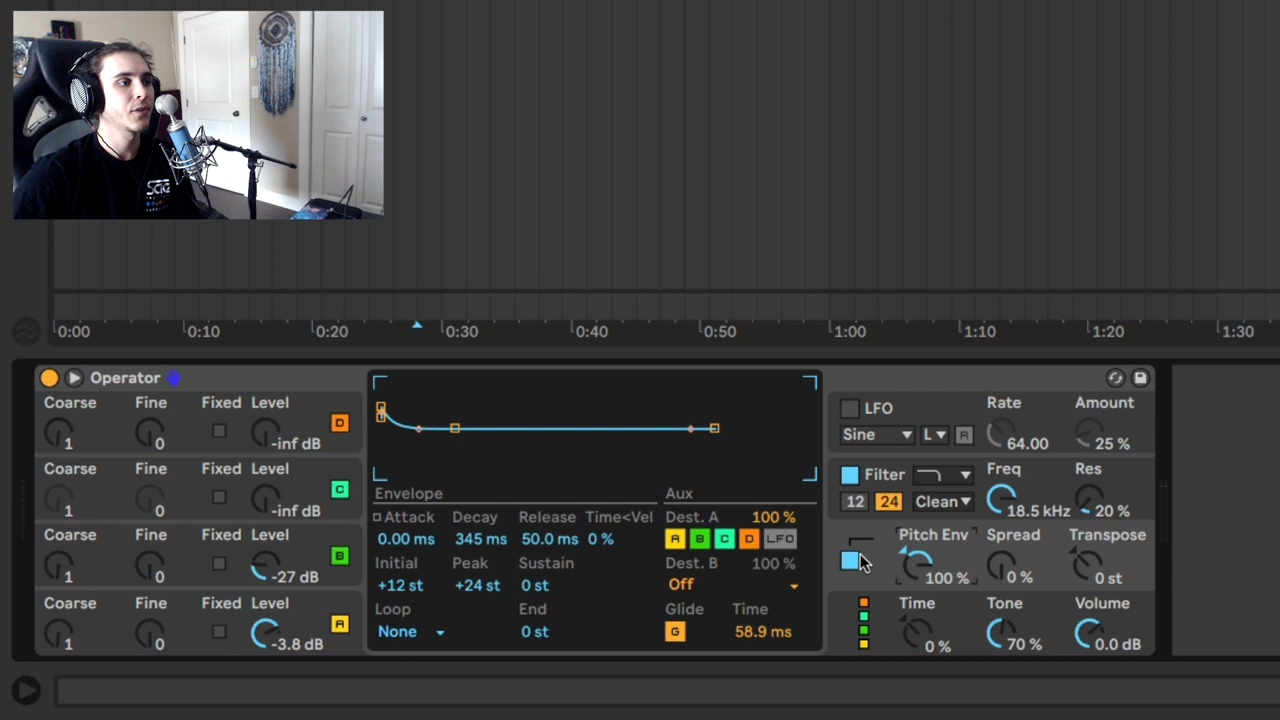 SAE
0:00 0:10 0:20 0:30 0:40 0:50 1:00 1:10 1:20 1:30
Operator
Coarse Fine Fixed Level
1 0 -inf dB D
Coarse Fine Fixed Level
1 0 -inf dB C
Coarse Fine Fixed Level
1 0 -27 dB B
Coarse Fine Fixed Level
1 0 -3.8 dB A
Envelope Aux
Attack Decay Release Time<Vel Dest. A 100 %
0.00 ms 345 ms 50.0 ms 0 % A B C D LFO
Initial Peak Sustain Dest. B 100 %
+12 st +24 st 0 st Off
Loop End Glide Time
None 0 st G 58.9 ms
LFO Rate Amount
Sine L R 64.00 25 %
Filter Freq Res
12 24 Clean 18.5 kHz 20 %
Pitch Env Spread Transpose
100 % 0 % 0 st
Time Tone Volume
0 % 70 % 0.0 dB